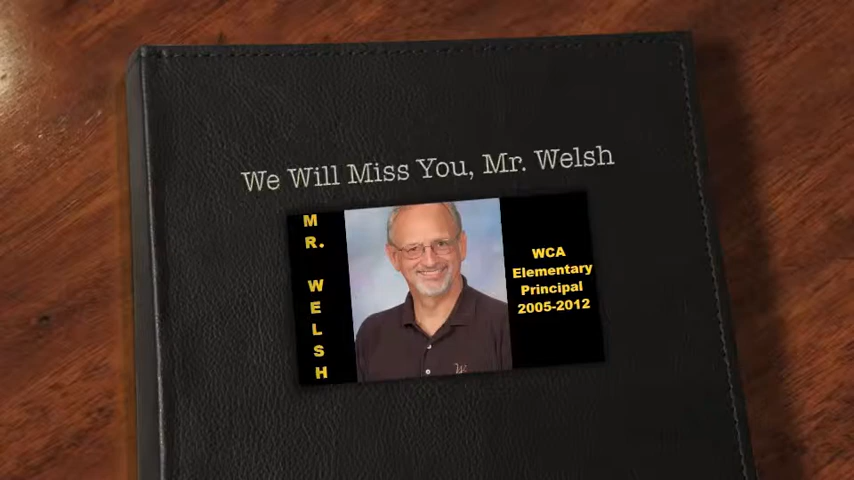 We Will Miss You, Mr. Welsh
M
R.
W
E
L
S
H
WCA
Elementary
Principal
2005-2012